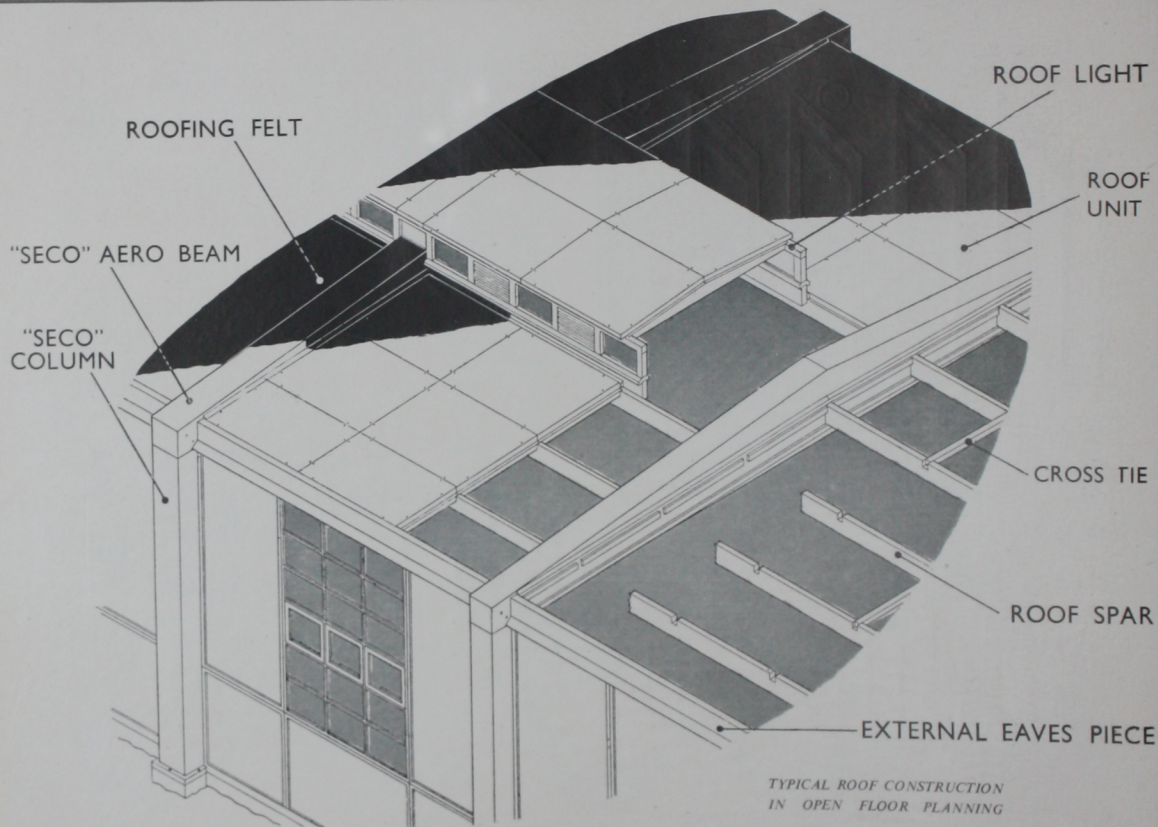 ROOF LIGHT
ROOFING FELT
ROOF
UNIT
"SECO" AERO BEAM
"SECO"
COLUMN
CROSS TIE
ROOF SPAR
EXTERNAL EAVES PIECE
TYPICAL ROOF CONSTRUCTION
IN OPEN FLOOR PLANNING